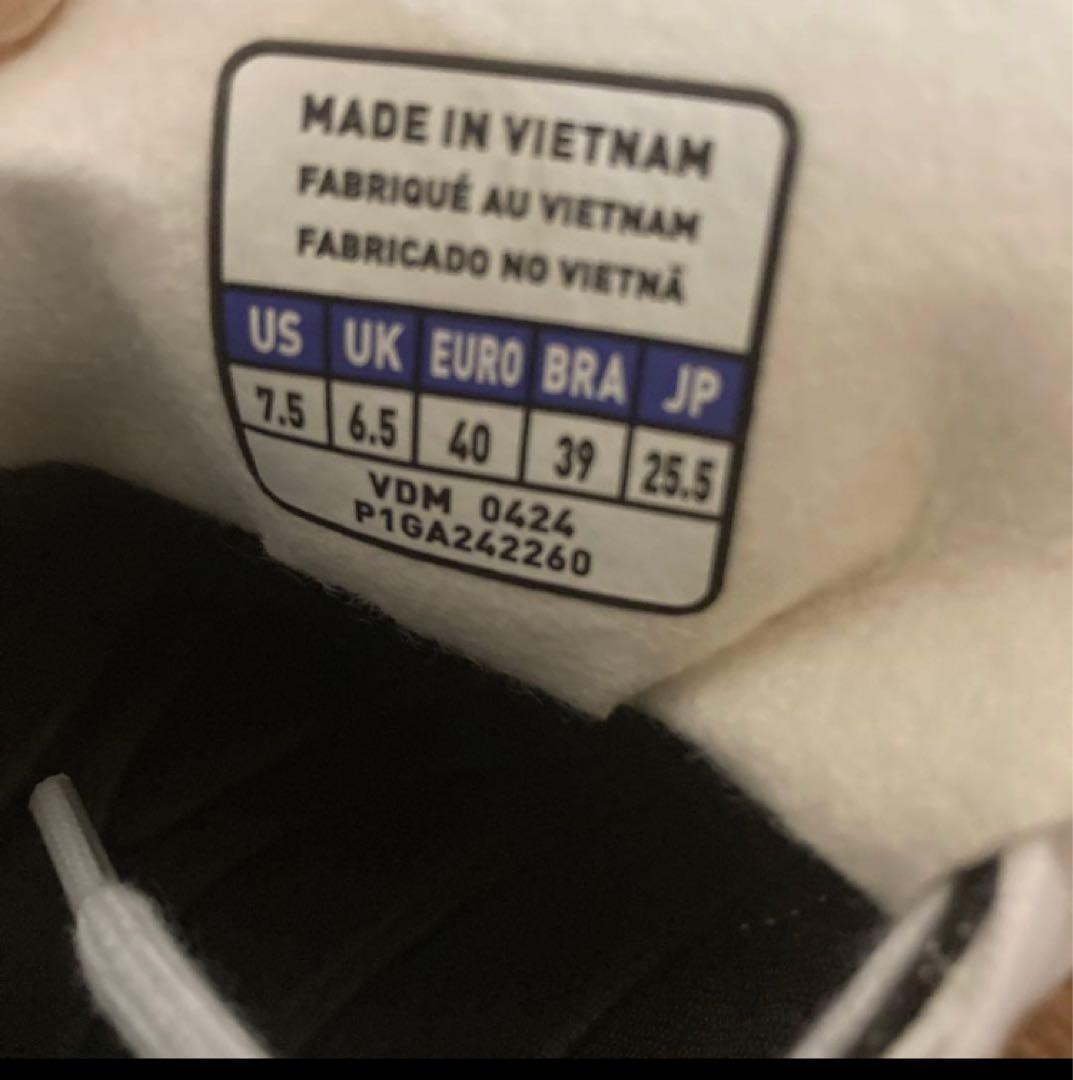 MADE IN VIETNAM
FABRIQUÉ AU VIETNAM
FABRICADO NO VIETNÃ
US UK EURO BRA JP
7.5 6.5 40 39 25.5
VDM 0424
P1GA242260